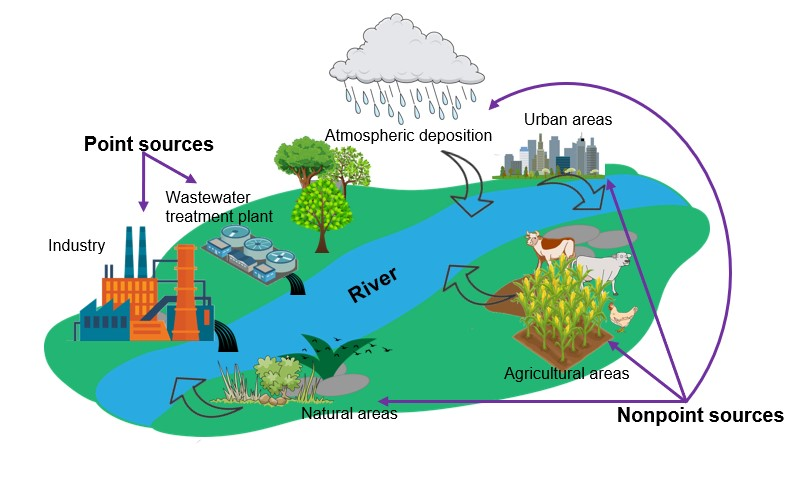 Atmospheric deposition
Urban areas
Point sources
Wastewater
treatment plant
Industry
River
Agricultural areas
Natural areas
Nonpoint sources